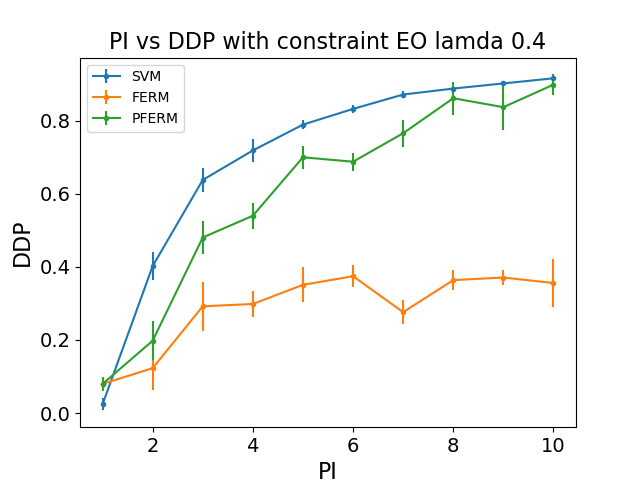 PI vs DDP with constraint EO lamda 0.4
SVM
FERM
PFERM
DDP
0.8
0.6
0.4
0.2
0.0
2 4 6 8 10
PI